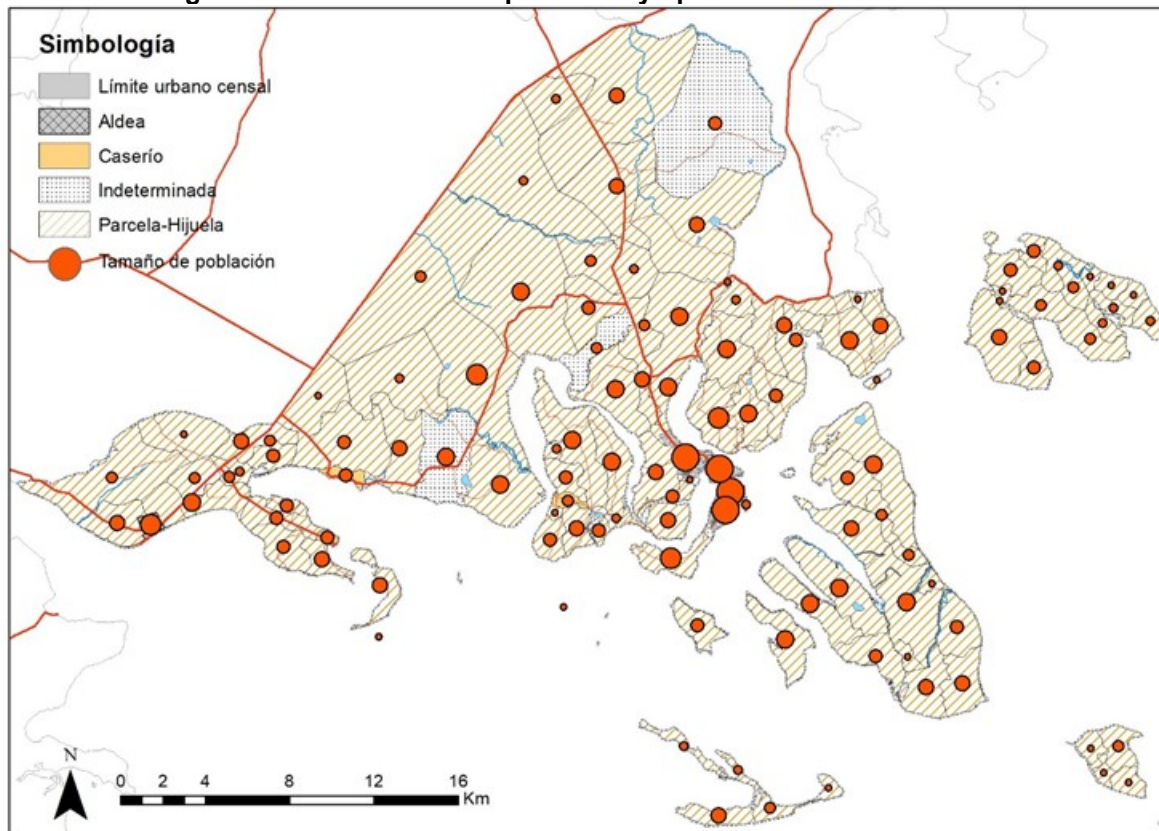 Simbología
Límite urbano censal
Aldea
Caserío
Indeterminada
Parcela-Hijuela
Tamaño de población
N
0 2 4 8 12 16
Km